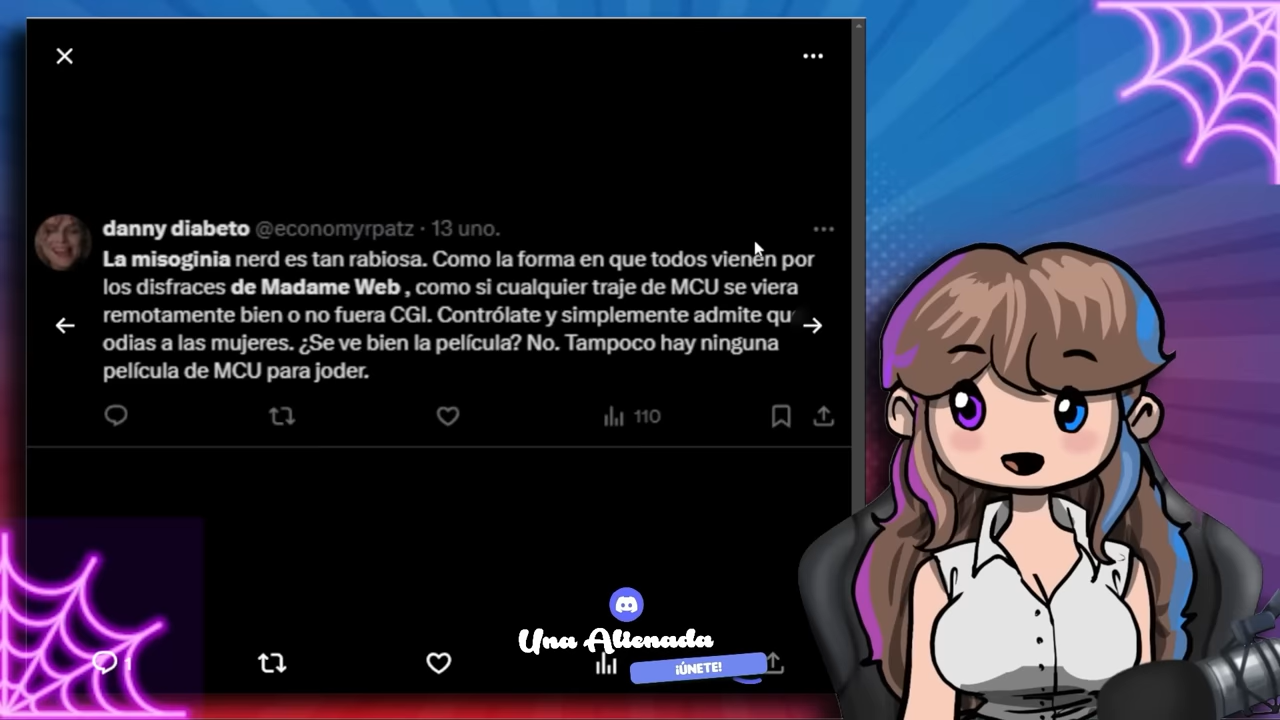 danny diabeto @economyrpatz · 13 uno.
La misoginia nerd es tan rabiosa. Como la forma en que todos vienen por
los disfraces de Madame Web , como si cualquier traje de MCU se viera
remotamente bien o no fuera CGI. Contrólate y simplemente admite qu
odias a las mujeres. ¿Se ve bien la película? No. Tampoco hay ninguna
película de MCU para joder.
110
Una Alienada
1
¡ÚNETE!